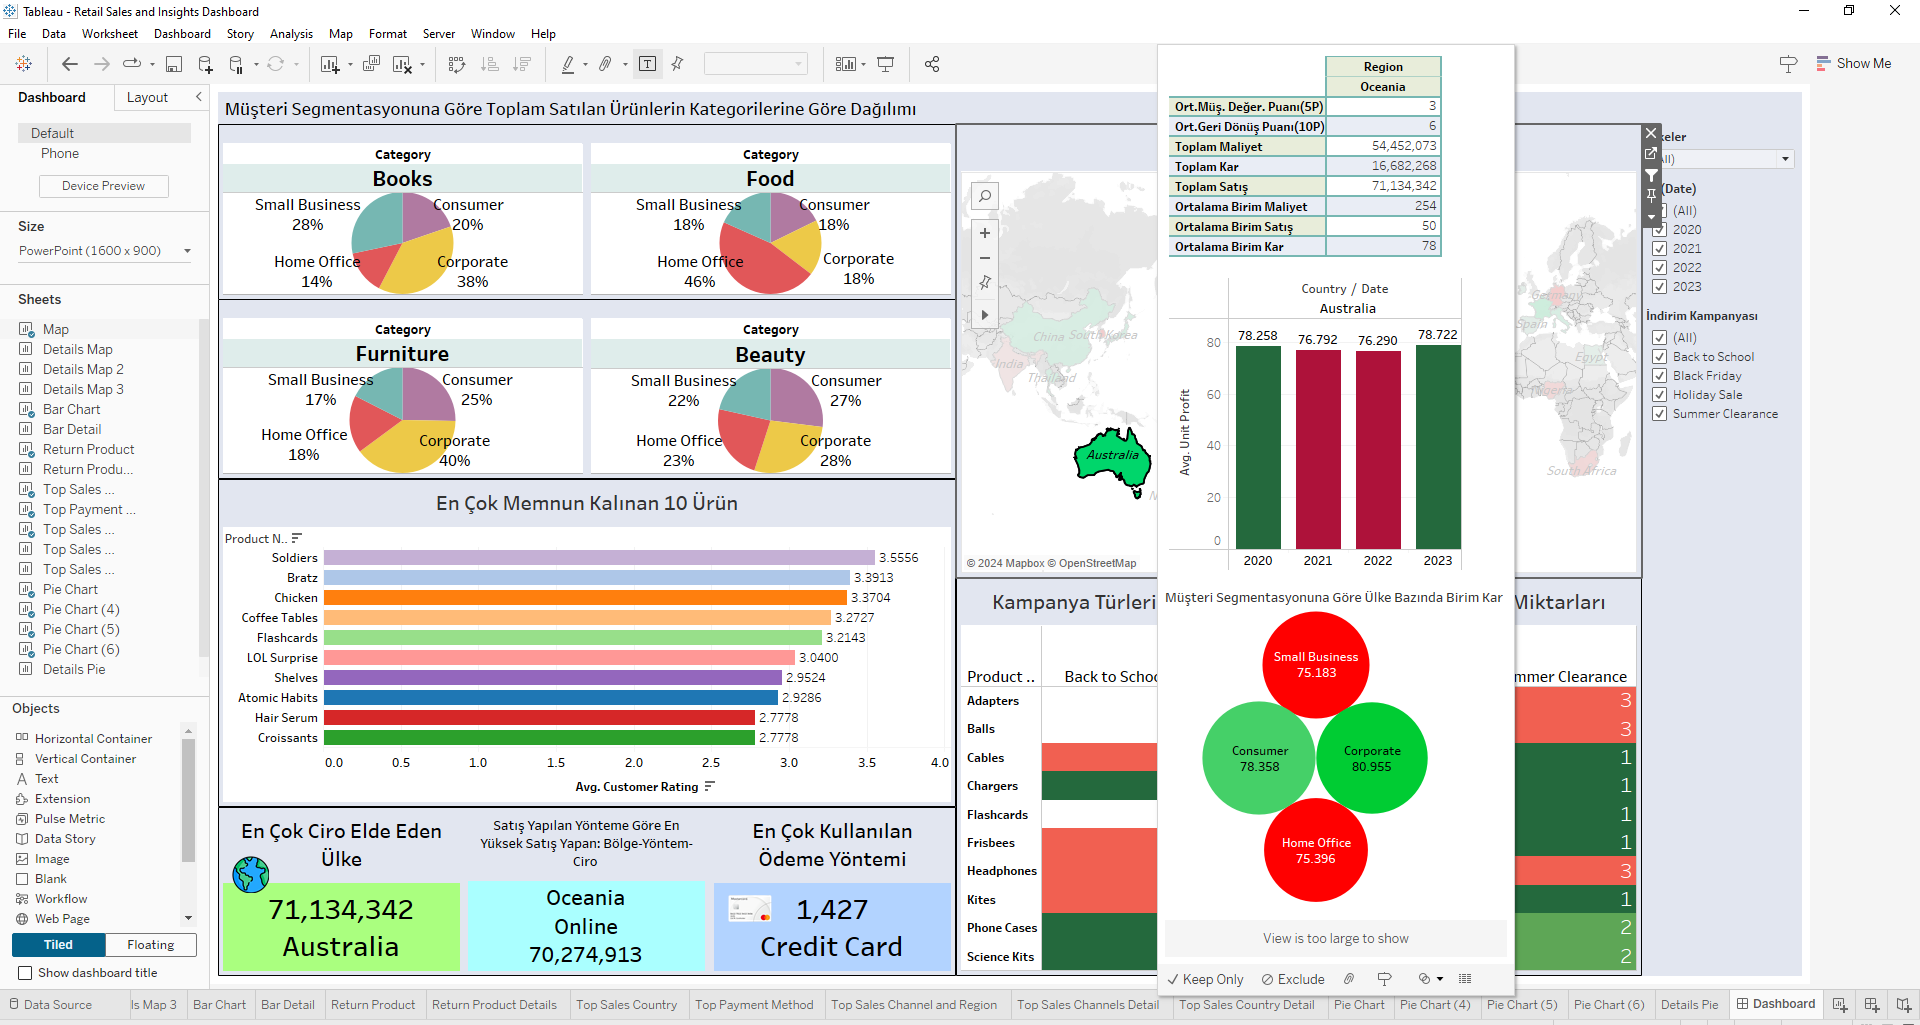 Tableau - Retail Sales and Insights Dashboard
File Data Worksheet Dashboard Story Analysis Map Format Server Window Help
Show Me
Dashboard Layout
Default
Phone
Device Preview
Size
PowerPoint (1600 x 900)
Sheets
Map
Details Map
Details Map 2
Details Map 3
Bar Chart
Bar Detail
Return Product
Return Produ...
Top Sales ...
Top Payment ...
Top Sales ...
Top Sales ...
Top Sales ...
Pie Chart
Pie Chart (4)
Pie Chart (5)
Pie Chart (6)
Details Pie
Objects
Horizontal Container
Vertical Container
Text
Extension
Pulse Metric
Data Story
Image
Blank
Workflow
Web Page
Tiled Floating
Show dashboard title
Müşteri Segmentasyonuna Göre Toplam Satılan Ürünlerin Kategorilerine Göre Dağılımı
Category
Books
Small Business
28%
Consumer
20%
Home Office
14%
Corporate
38%
Category
Food
Small Business
18%
Consumer
18%
Home Office
46%
Corporate
18%
Category
Furniture
Small Business
17%
Consumer
25%
Home Office
18%
Corporate
40%
Category
Beauty
Small Business
22%
Consumer
27%
Home Office
23%
Corporate
28%
En Çok Memnun Kalınan 10 Ürün
Product N..
Soldiers 3.5556
Bratz 3.3913
Chicken 3.3704
Coffee Tables 3.2727
Flashcards 3.2143
LOL Surprise 3.0400
Shelves 2.9524
Atomic Habits 2.9286
Hair Serum 2.7778
Croissants 2.7778
0.0 0.5 1.0 1.5 2.0 2.5 3.0 3.5 4.0
Avg. Customer Rating
En Çok Ciro Elde Eden
Ülke
71,134,342
Australia
Satış Yapılan Yönteme Göre En
Yüksek Satış Yapan: Bölge-Yöntem-
Ciro
Oceania
Online
70,274,913
En Çok Kullanılan
Ödeme Yöntemi
1,427
Credit Card
China
South Korea
India
Thailand
Australia
Germany
Spain
Egypt
Nigeria
South Africa
© 2024 Mapbox © OpenStreetMap
Region
Oceania
Ort.Müş. Değer. Puanı(5P) 3
Ort.Geri Dönüş Puanı(10P) 6
Toplam Maliyet 54,452,073
Toplam Kar 16,682,268
Toplam Satış 71,134,342
Ortalama Birim Maliyet 254
Ortalama Birim Satış 50
Ortalama Birim Kar 78
Country / Date
Australia
Avg. Unit Profit
80
60
40
20
0
78.258 76.792 76.290 78.722
2020 2021 2022 2023
Müşteri Segmentasyonuna Göre Ülke Bazında Birim Kar
Small Business
75.183
Consumer
78.358
Corporate
80.955
Home Office
75.396
View is too large to show
Keep Only Exclude
Kampanya Türleri
Miktarları
Product .. Back to Schoo
mmer Clearance
Adapters 3
Balls 3
Cables 1
Chargers 1
Flashcards 1
Frisbees 1
Headphones 3
Kites 1
Phone Cases 2
Science Kits 2
keler
(Date)
(All)
2020
2021
2022
2023
İndirim Kampanyası
(All)
Back to School
Black Friday
Holiday Sale
Summer Clearance
Data Source ls Map 3 Bar Chart Bar Detail Return Product Return Product Details Top Sales Country Top Payment Method Top Sales Channel and Region Top Sales Channels Detail Top Sales Country Detail Pie Chart Pie Chart (4) Pie Chart (5) Pie Chart (6) Details Pie Dashboard